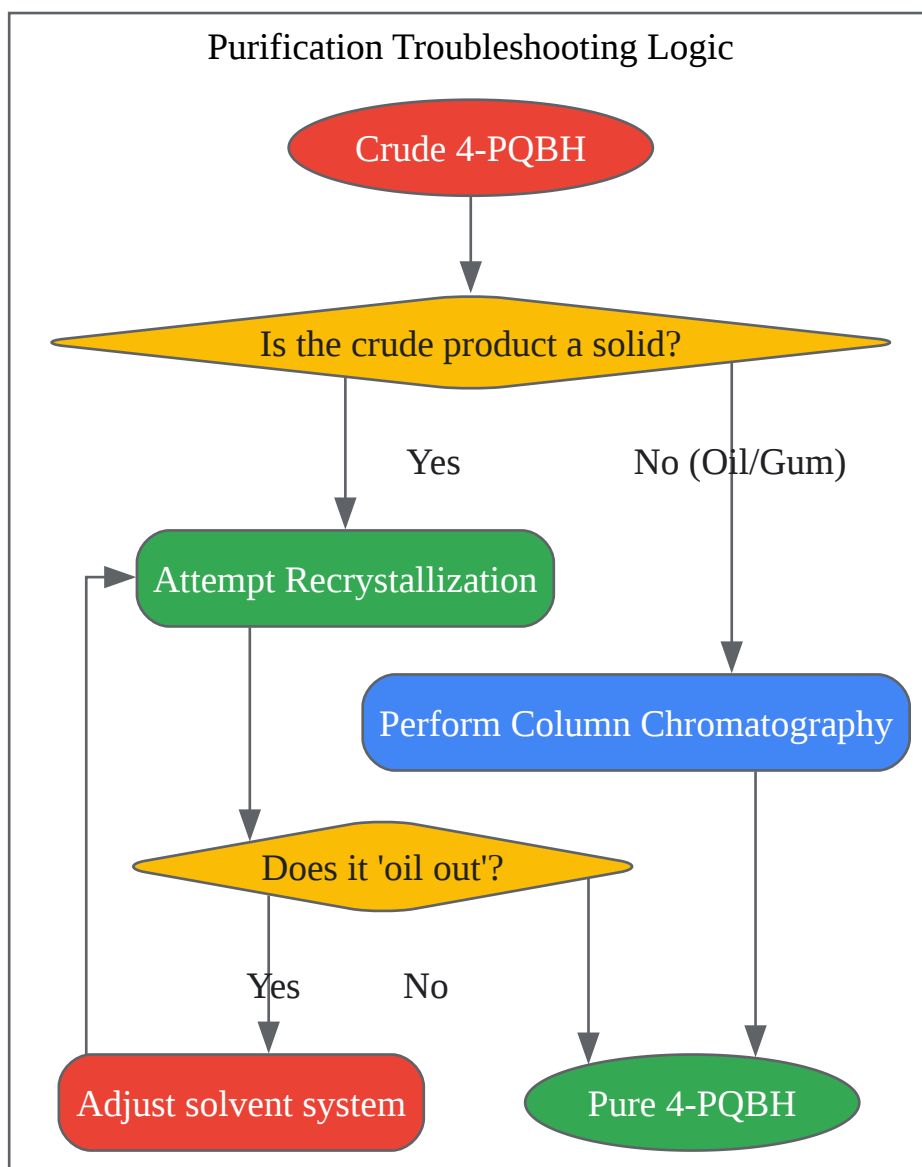 Purification Troubleshooting Logic
Crude 4-PQBH
Is the crude product a solid?
Yes
No (Oil/Gum)
Attempt Recrystallization
Perform Column Chromatography
Does it 'oil out'?
Yes
No
Adjust solvent system
Pure 4-PQBH